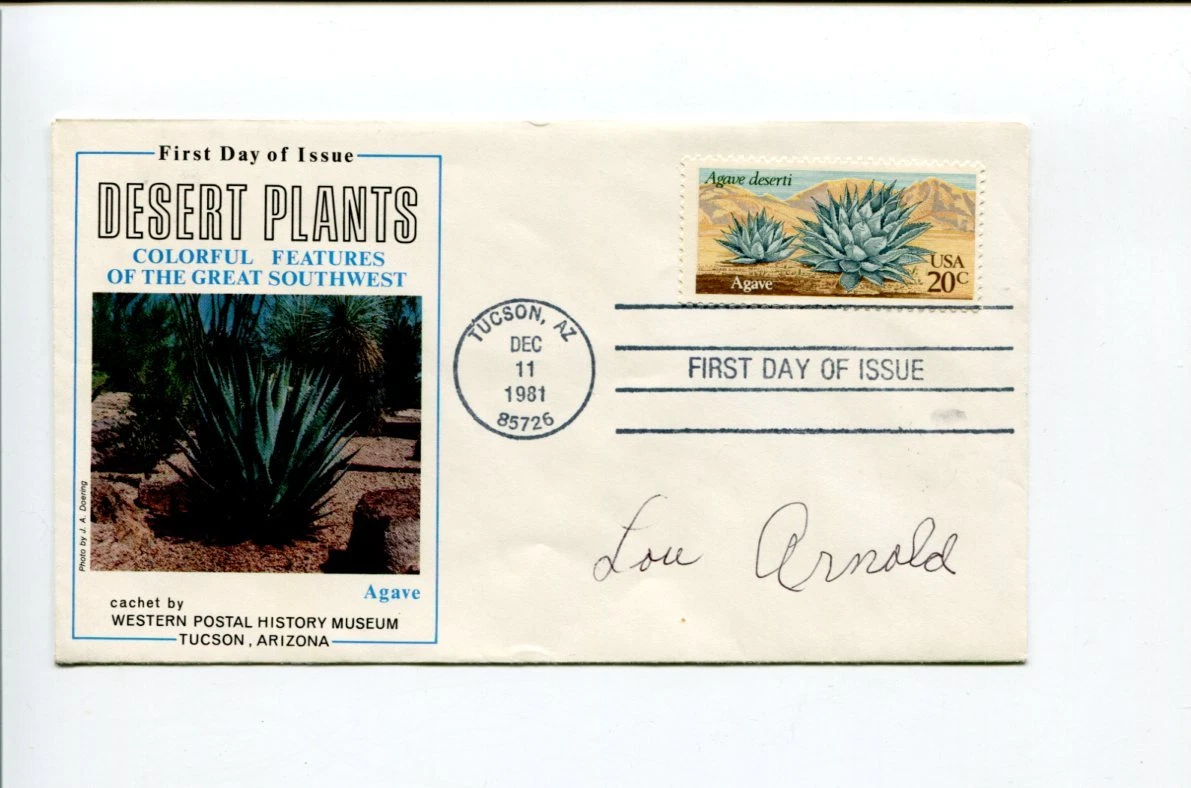 First Day of Issue
DESERT PLANTS
COLORFUL FEATURES
OF THE GREAT SOUTHWEST
Photo by J. A. Doering
Agave
cachet by
WESTERN POSTAL HISTORY MUSEUM
TUCSON, ARIZONA
Agave deserti
Agave
USA
20c
TUCSON, AZ
DEC
11
1981
85726
FIRST DAY OF ISSUE
Lou Arnold